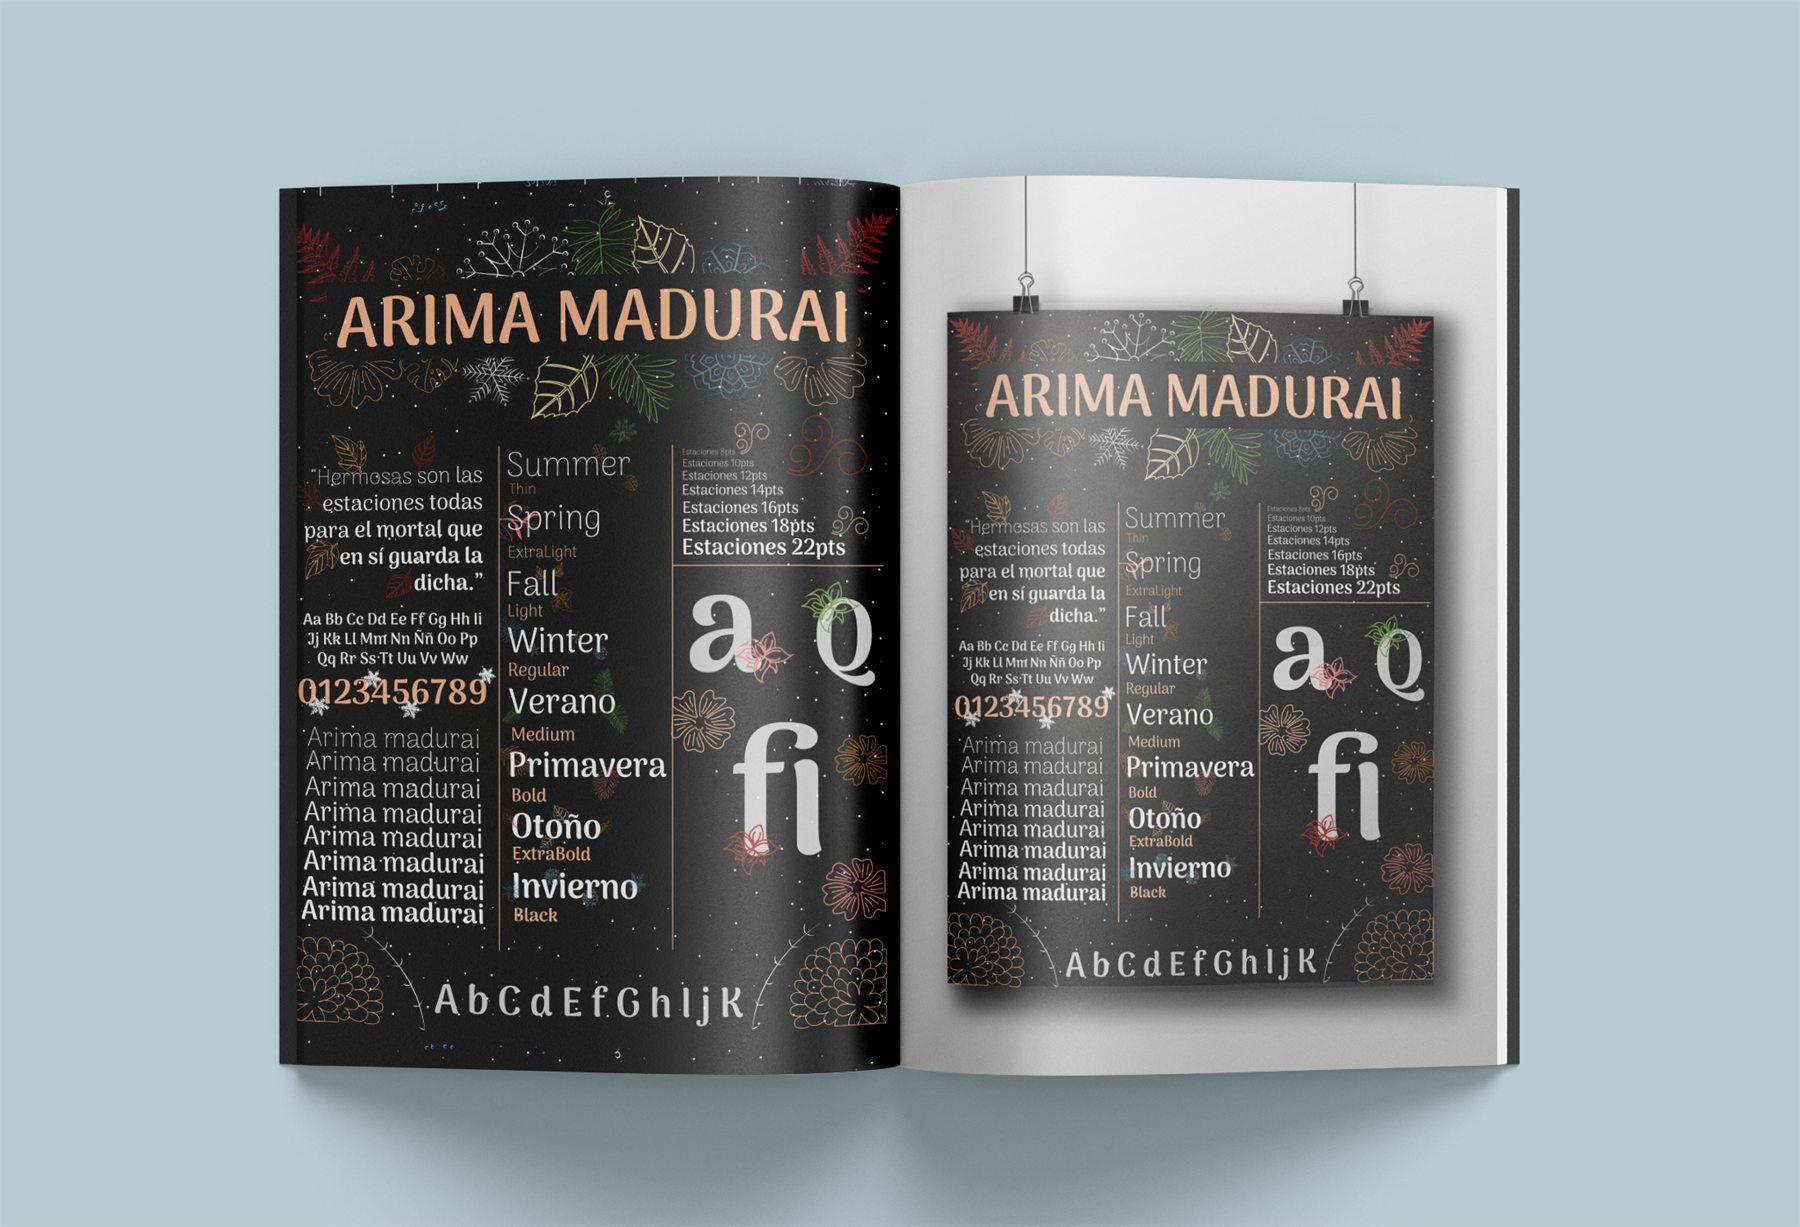 ARIMA MADURAI
“Hermosas son las
estaciones todas
para el mortal que
en sí guarda la
dicha.”
Aa Bb Cc Dd Ee Ff Gg Hh Ii
Jj Kk Ll Mm Nn Ññ Oo Pp
Qq Rr Ss Tt Uu Vv Ww
0123456789
Arima madurai
Arima madurai
Arima madurai
Arima madurai
Arima madurai
Arima madurai
Arima madurai
Arima madurai
Summer
Thin
Spring
ExtraLight
Fall
Light
Winter
Regular
Verano
Medium
Primavera
Bold
Otoño
ExtraBold
Invierno
Black
Estaciones 8pts
Estaciones 10pts
Estaciones 12pts
Estaciones 14pts
Estaciones 16pts
Estaciones 18pts
Estaciones 22pts
a Q
fi
AbCdEfGhIjK
ARIMA MADURAI
“Hermosas son las
estaciones todas
para el mortal que
en sí guarda la
dicha.”
Aa Bb Cc Dd Ee Ff Gg Hh Ii
Jj Kk Ll Mm Nn Ññ Oo Pp
Qq Rr Ss Tt Uu Vv Ww
0123456789
Arima madurai
Arima madurai
Arima madurai
Arima madurai
Arima madurai
Arima madurai
Arima madurai
Arima madurai
Summer
Thin
Spring
ExtraLight
Fall
Light
Winter
Regular
Verano
Medium
Primavera
Bold
Otoño
ExtraBold
Invierno
Black
Estaciones 8pts
Estaciones 10pts
Estaciones 12pts
Estaciones 14pts
Estaciones 16pts
Estaciones 18pts
Estaciones 22pts
a Q
fi
AbCdEfGhIjK